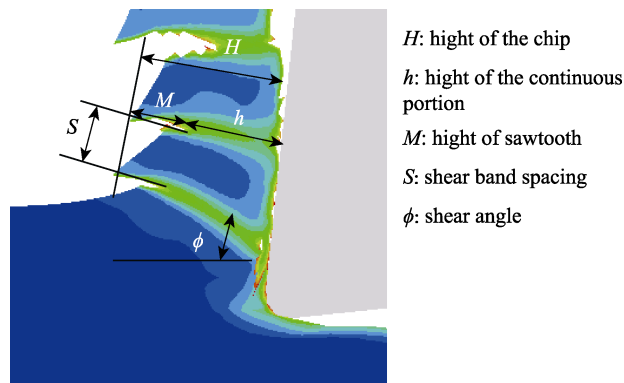 H
H: hight of the chip
h: hight of the continuous
portion
M
h
S
M: hight of sawtooth
S: shear band spacing
ϕ: shear angle
ϕ